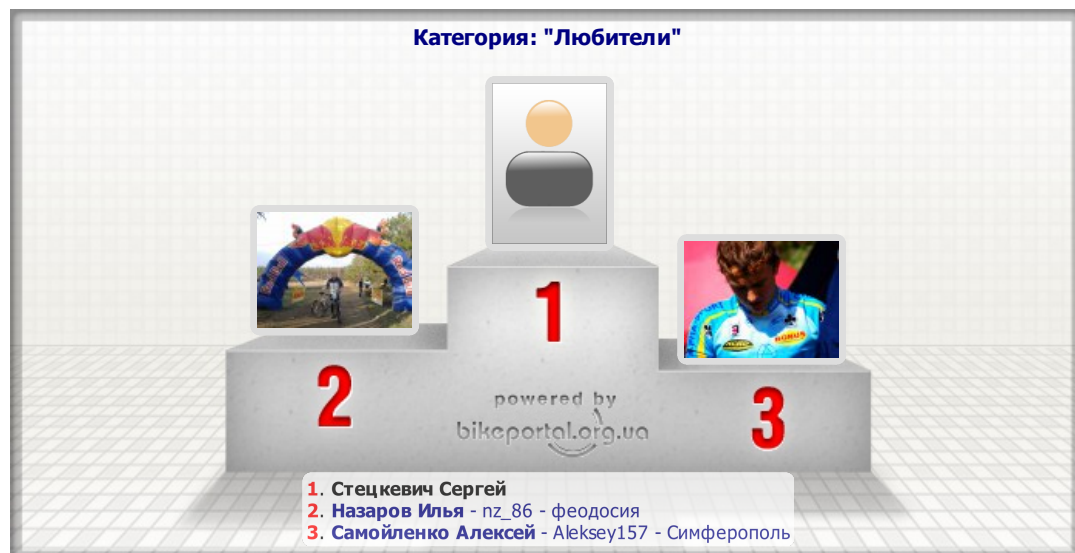 Категория: "Любители"
1
2
3
powered by
bikeportal.org.ua
1. Стецкевич Сергей
2. Назаров Илья - nz_86 - феодосия
3. Самойленко Алексей - Aleksey157 - Симферополь